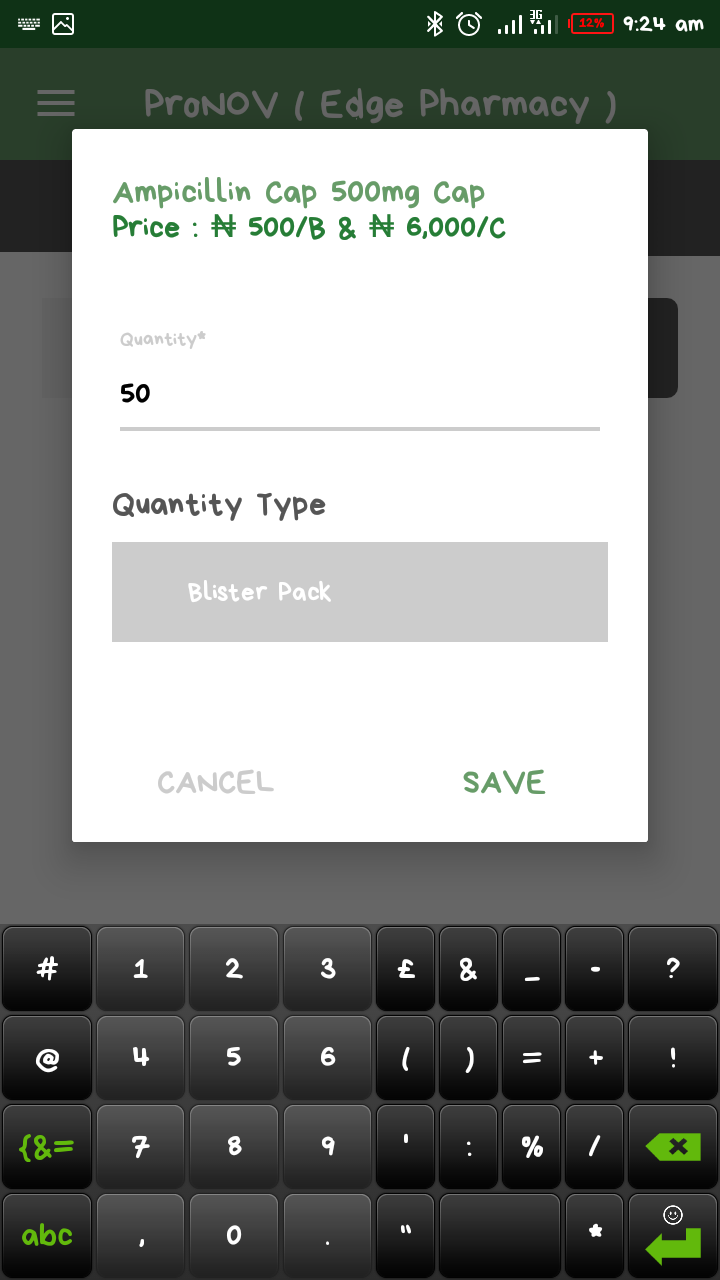 3G
12% 9:24 am
ProNOV ( Edge Pharmacy )
Ampicillin Cap 500mg Cap
Price : ₦ 500/B & ₦ 6,000/C
Quantity*
50
Quantity Type
Blister Pack
CANCEL SAVE
# 1 2 3 £ & _ - ?
@ 4 5 6 ( ) = + !
{&= 7 8 9 ' : % /
abc , 0 . " *